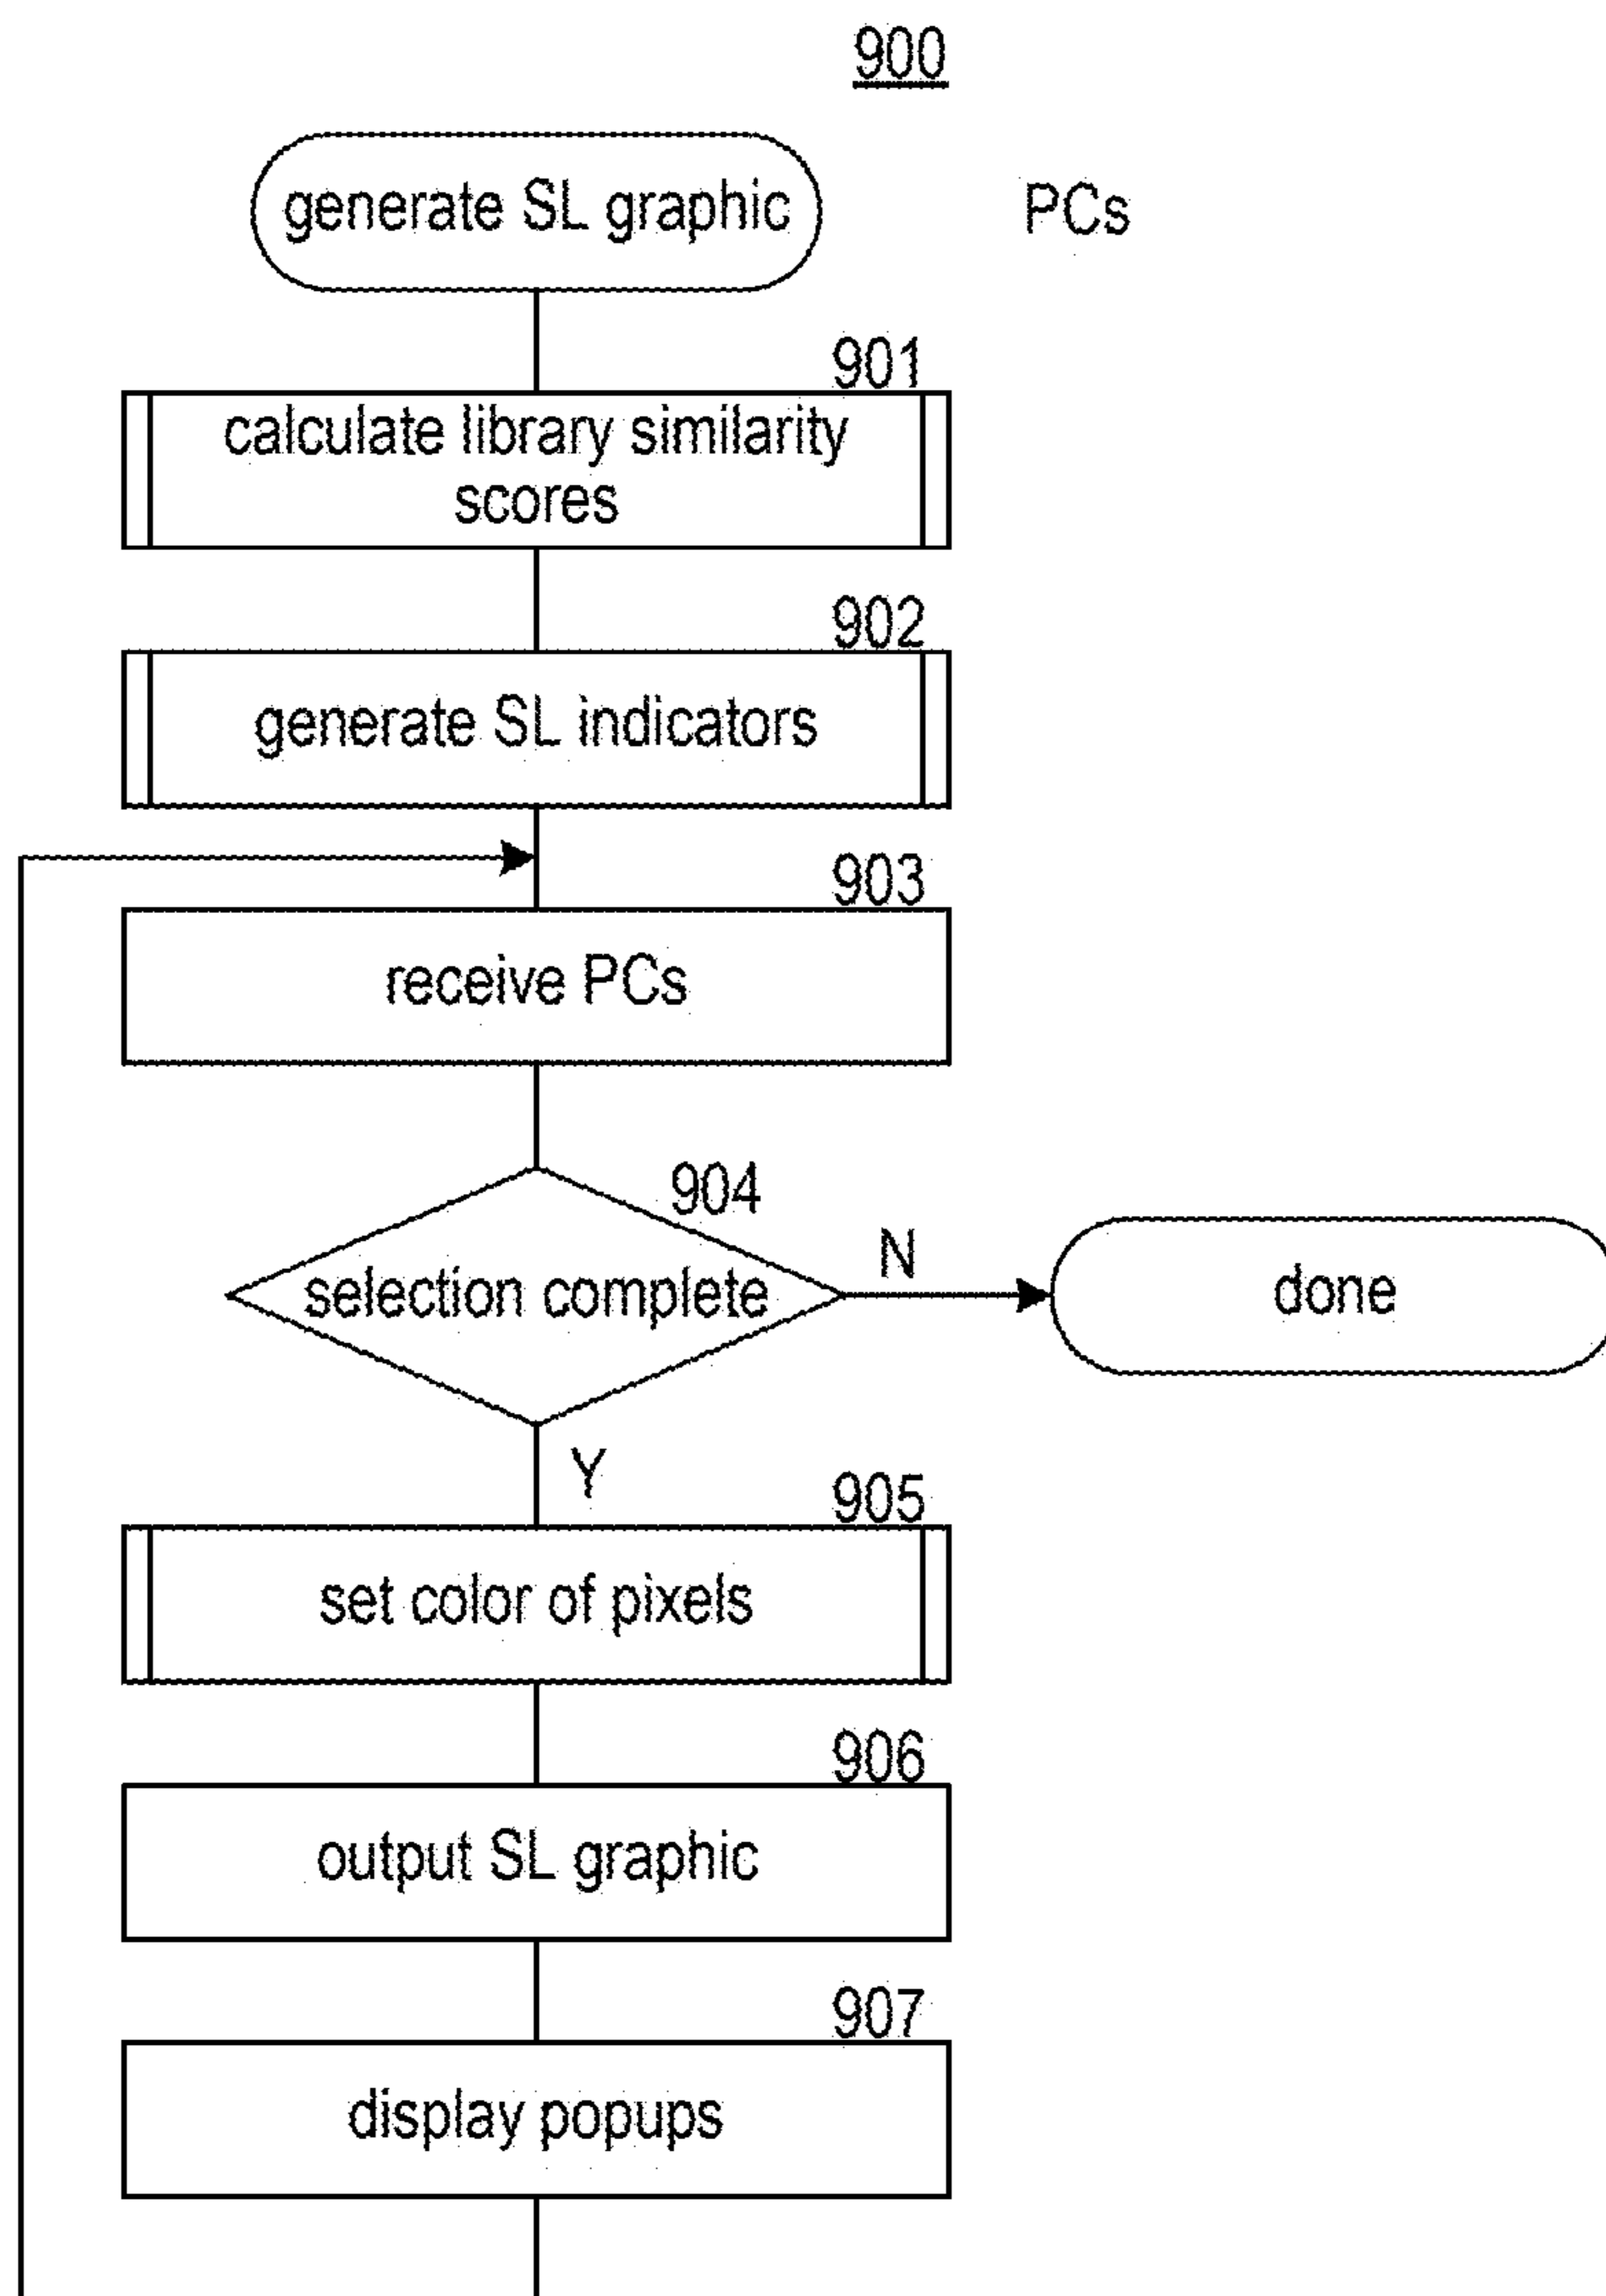 900
generate SL graphic
PCs
901
calculate library similarity
scores
902
generate SL indicators
903
receive PCs
904
selection complete
N
done
Y
905
set color of pixels
906
output SL graphic
907
display popups